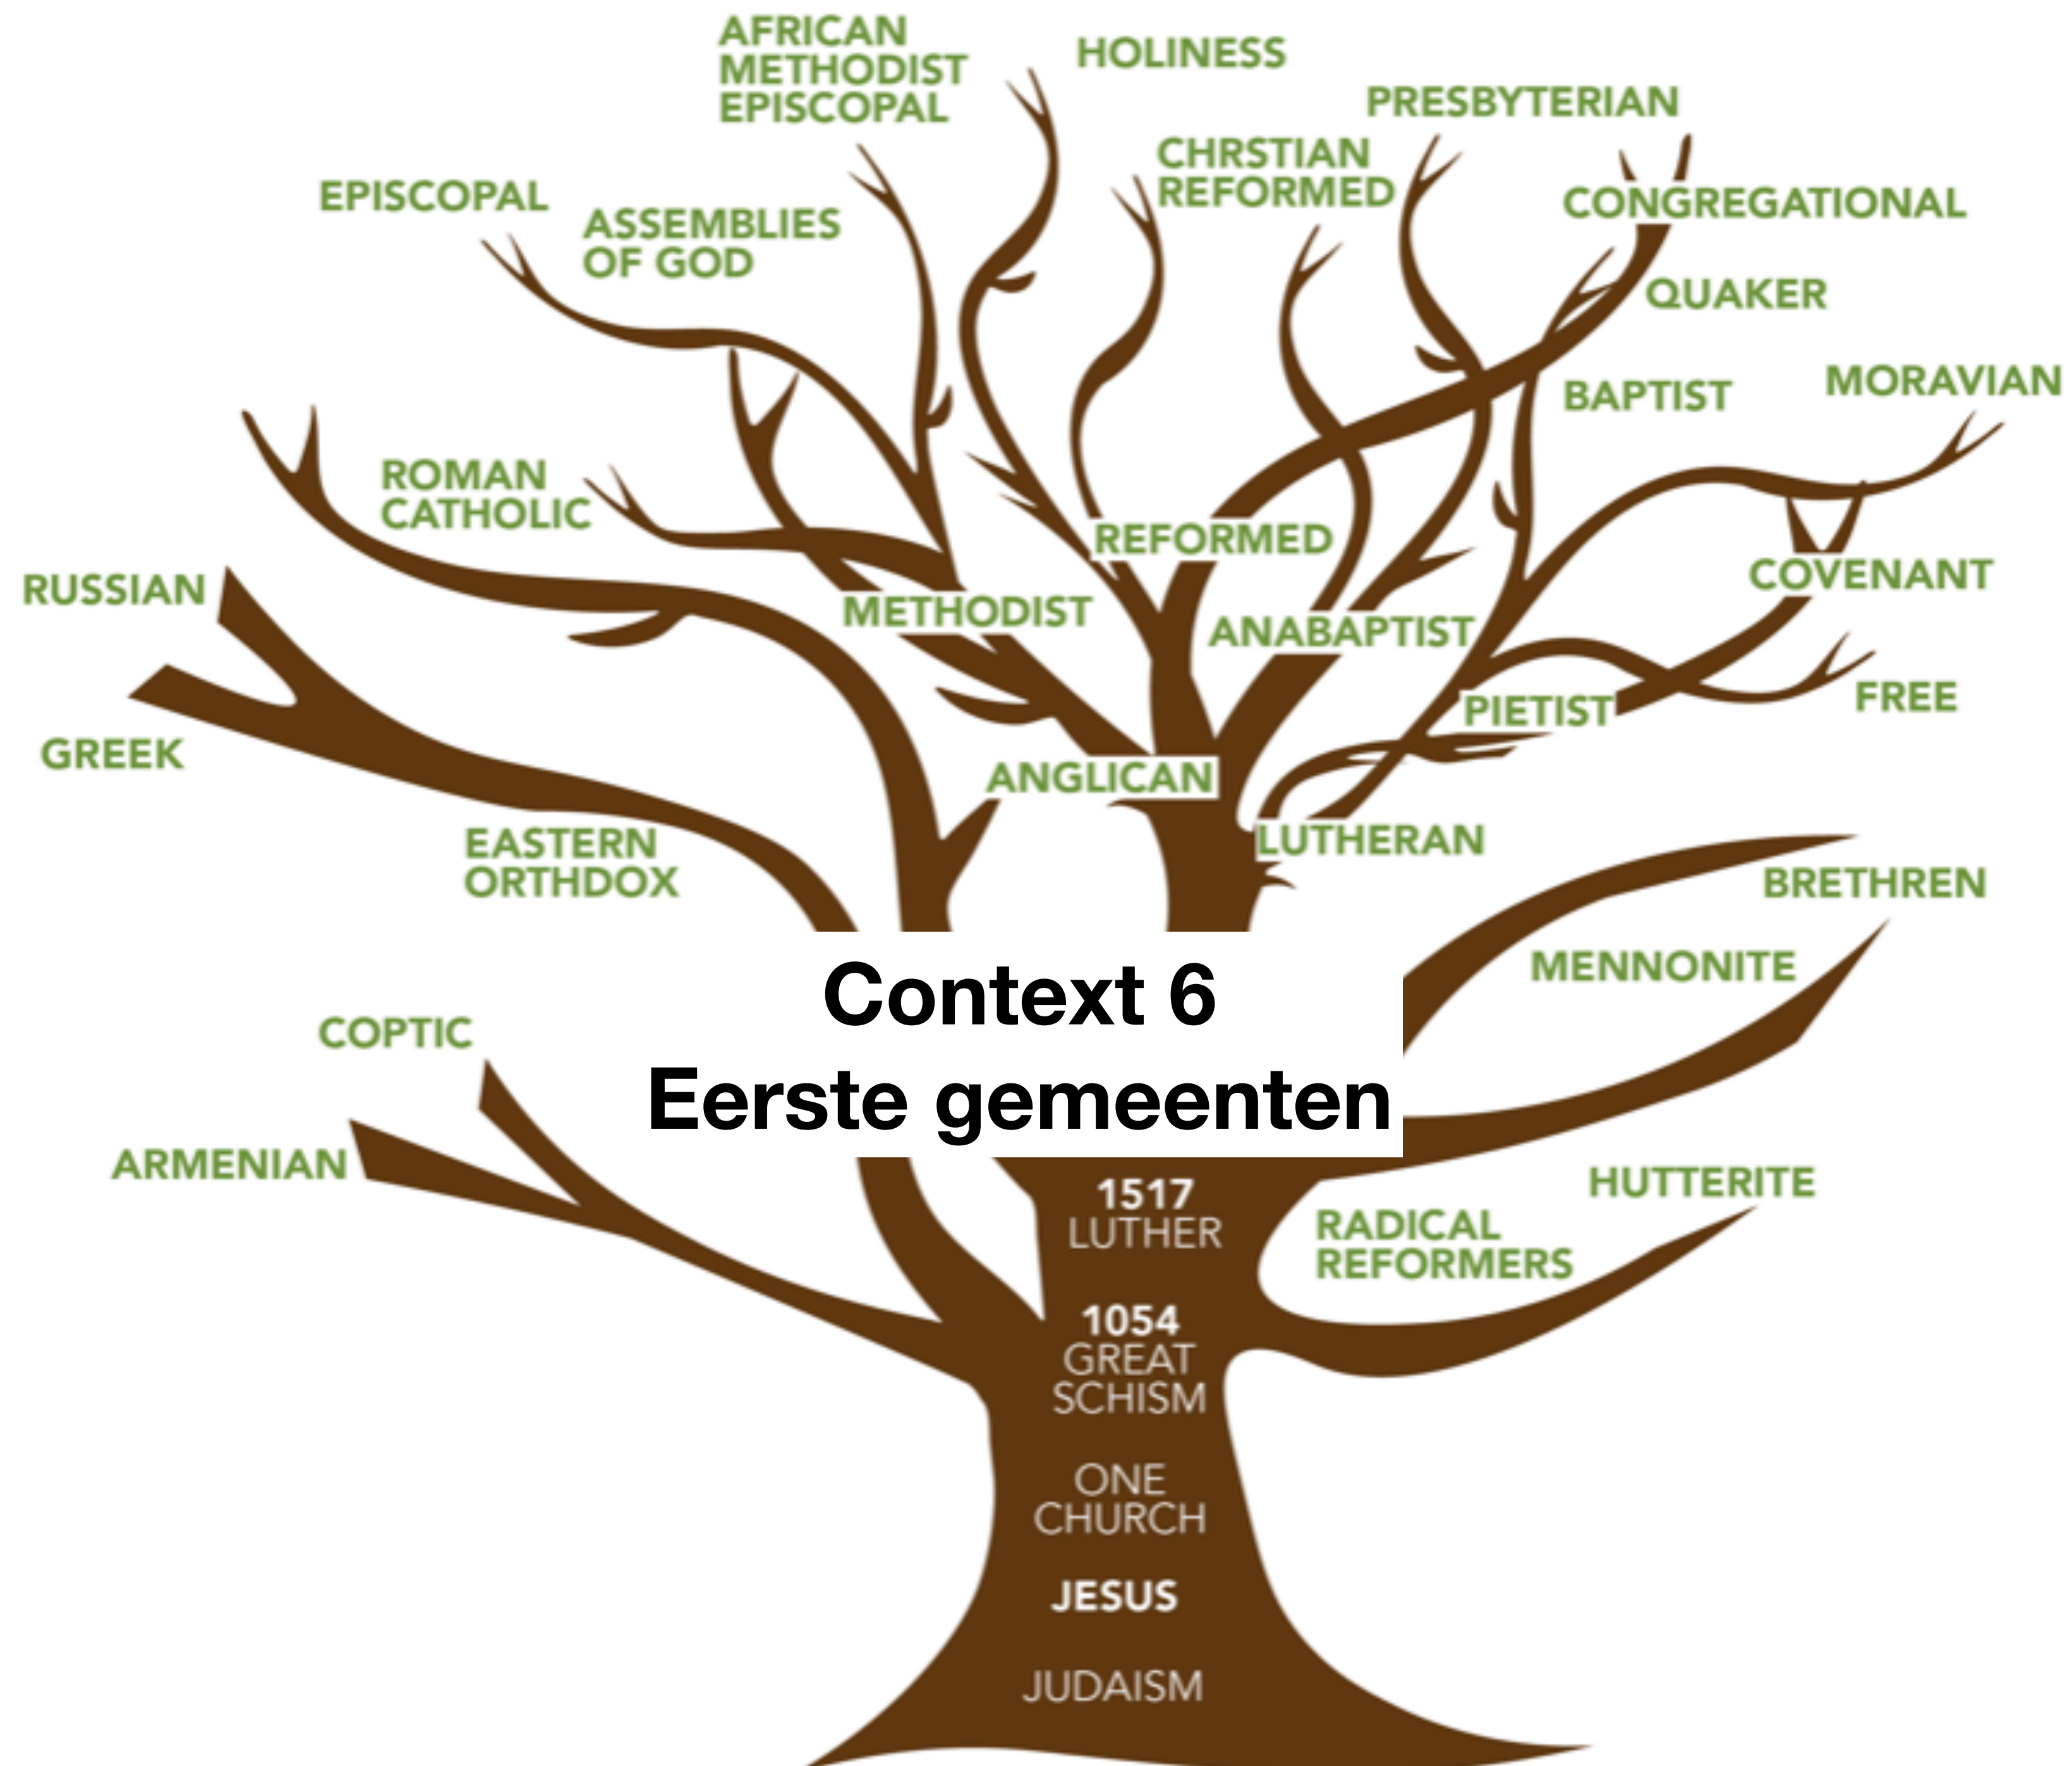 AFRICAN
METHODIST
EPISCOPAL
HOLINESS
PRESBYTERIAN
CHRSTIAN
REFORMED
EPISCOPAL
ASSEMBLIES
OF GOD
CONGREGATIONAL
QUAKER
BAPTIST
MORAVIAN
ROMAN
CATHOLIC
REFORMED
RUSSIAN
COVENANT
METHODIST
ANABAPTIST
PIETIST
FREE
GREEK
ANGLICAN
LUTHERAN
EASTERN
ORTHDOX
BRETHREN
MENNONITE
Context 6
Eerste gemeenten
COPTIC
ARMENIAN
HUTTERITE
RADICAL
REFORMERS
1517
LUTHER
1054
GREAT
SCHISM
ONE
CHURCH
JESUS
JUDAISM